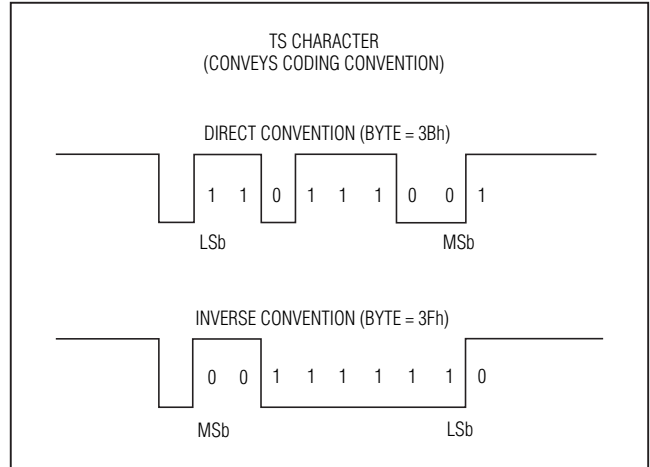 TS CHARACTER
(CONVEYS CODING CONVENTION)
DIRECT CONVENTION (BYTE = 3Bh)
1 1 0 1 1 1 0 0 1
LSb MSb
INVERSE CONVENTION (BYTE = 3Fh)
0 0 1 1 1 1 1 1 0
MSb LSb